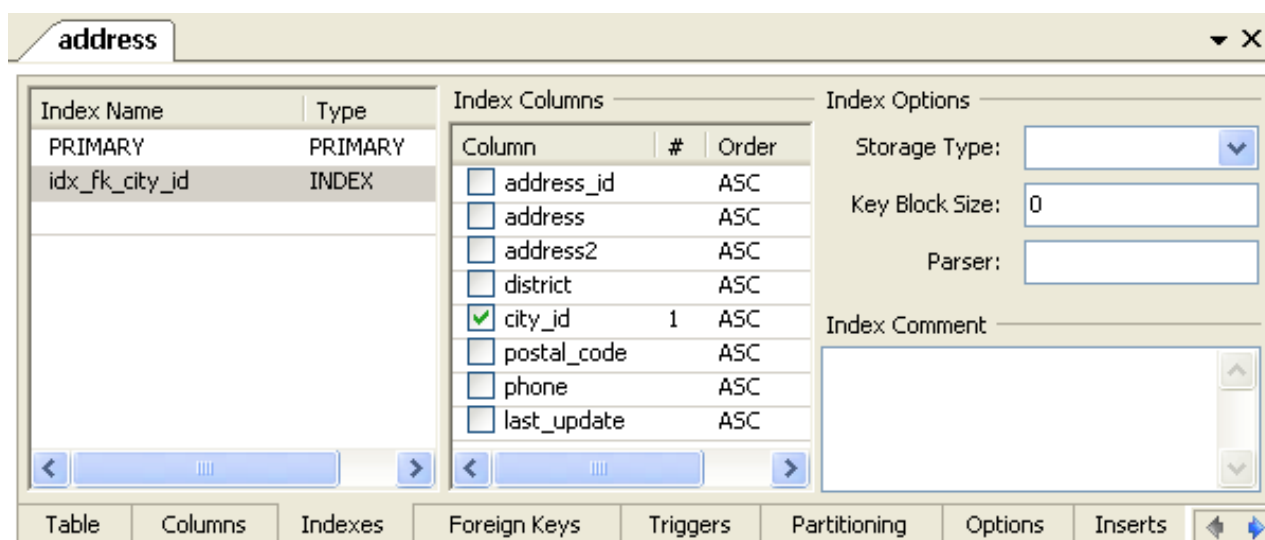 address
Index Name Type
PRIMARY PRIMARY
idx_fk_city_id INDEX
Index Columns
Column # Order
address_id ASC
address ASC
address2 ASC
district ASC
city_id 1 ASC
postal_code ASC
phone ASC
last_update ASC
Index Options
Storage Type:
Key Block Size: 0
Parser:
Index Comment
Table Columns Indexes Foreign Keys Triggers Partitioning Options Inserts